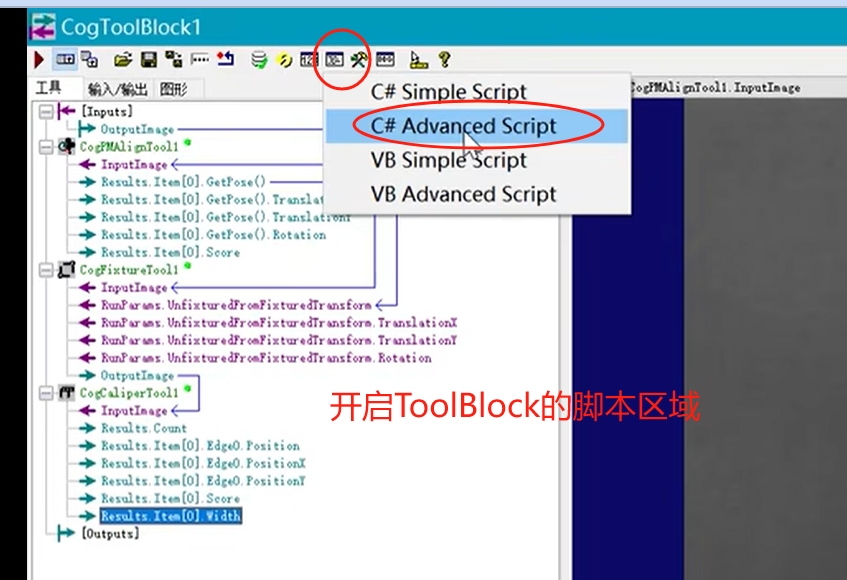 CogToolBlock1
工具 输入/输出 图形
CogPMAlignTool1.InputImage
C# Simple Script
C# Advanced Script
VB Simple Script
VB Advanced Script
[Inputs]
OutputImage
CogPMAlignTool1
InputImage
Results.Item[0].GetPose()
Results.Item[0].GetPose().Translat
Results.Item[0].GetPose().TranslationY
Results.Item[0].GetPose().Rotation
Results.Item[0].Score
CogFixtureTool1
InputImage
RunParams.UnfixturedFromFixturedTransform
RunParams.UnfixturedFromFixturedTransform.TranslationX
RunParams.UnfixturedFromFixturedTransform.TranslationY
RunParams.UnfixturedFromFixturedTransform.Rotation
OutputImage
CogCaliperTool1
InputImage
Results.Count
Results.Item[0].Edge0.Position
Results.Item[0].Edge0.PositionX
Results.Item[0].Edge0.PositionY
Results.Item[0].Score
Results.Item[0].Width
[Outputs]
开启ToolBlock的脚本区域